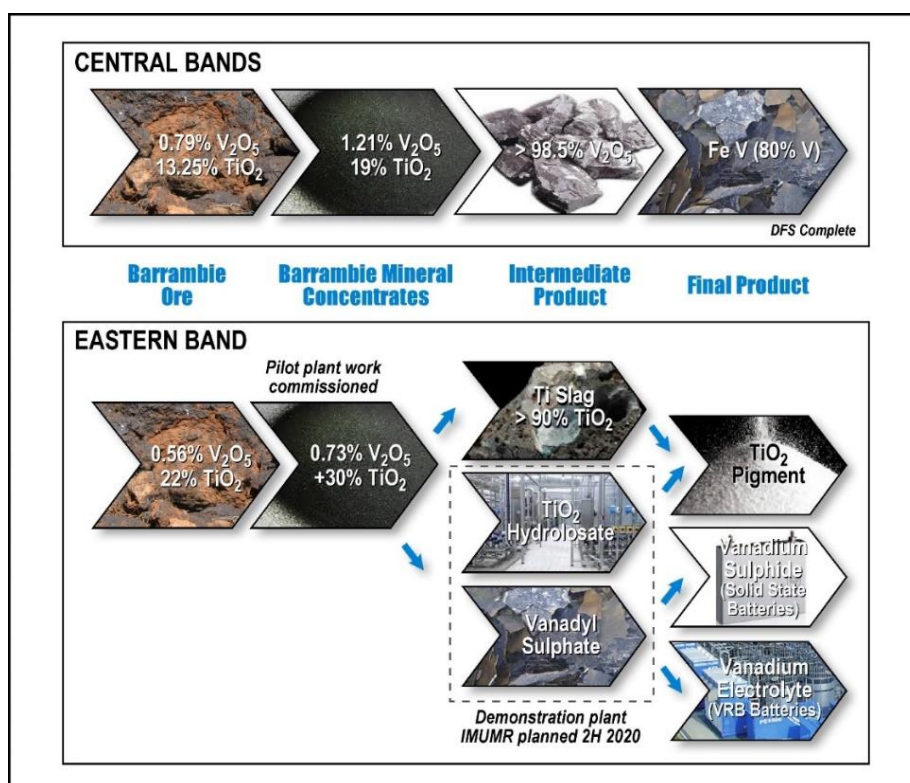 CENTRAL BANDS
0.79% V₂O₅
13.25% TiO₂
1.21% V₂O₅
19% TiO₂
> 98.5% V₂O₅
Fe V (80% V)
DFS Complete
Barrambie
Ore
Barrambie Mineral
Concentrates
Intermediate
Product
Final Product
EASTERN BAND
Pilot plant work
commissioned
0.56% V₂O₅
22% TiO₂
0.73% V₂O₅
+30% TiO₂
Ti Slag
> 90% TiO₂
TiO₂
Hydrolosate
Vanadyl
Sulphate
Demonstration plant
IMUMR planned 2H 2020
TiO₂
Pigment
Vanadium
Sulphide
(Solid State
Batteries)
Vanadium
Electrolyte
(VRB Batteries)